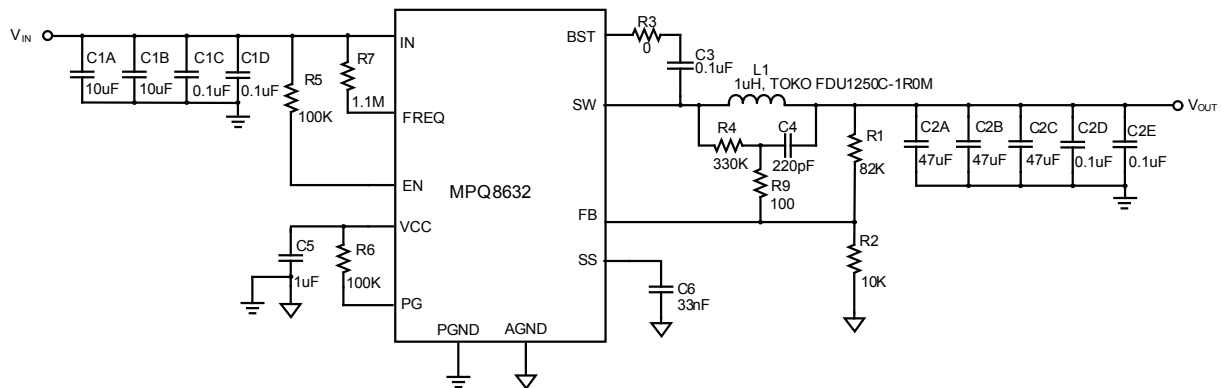 VIN
C1A
10uF
C1B
10uF
C1C
0.1uF
C1D
0.1uF
R5
100K
R7
1.1M
IN
FREQ
EN
VCC
PG
MPQ8632
PGND
AGND
BST
SW
FB
SS
C5
1uF
R6
100K
R3
0
C3
0.1uF
L1
1uH, TOKO FDU1250C-1R0M
R4
330K
C4
220pF
R9
100
R1
82K
R2
10K
C6
33nF
C2A
47uF
C2B
47uF
C2C
47uF
C2D
0.1uF
C2E
0.1uF
VOUT